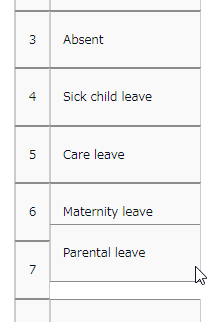 3 Absent
4 Sick child leave
5 Care leave
6 Maternity leave
Parental leave
7